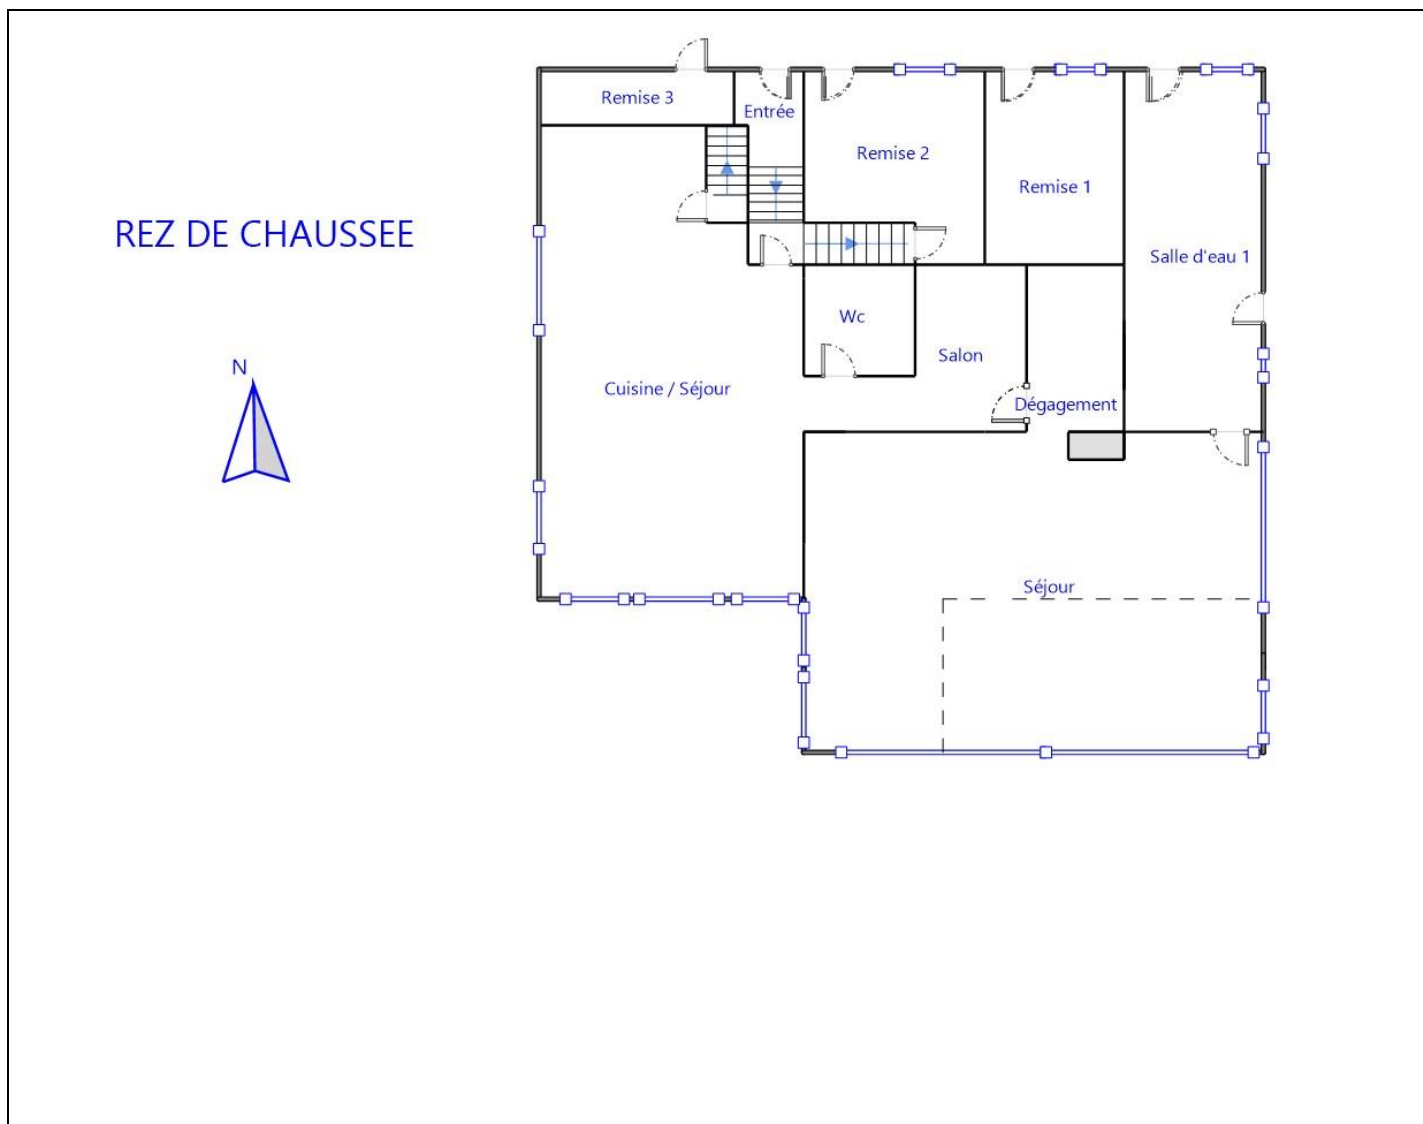 Remise 3
Entrée
Remise 2
Remise 1
REZ DE CHAUSSEE
Salle d'eau 1
Wc
Salon
N
Cuisine / Séjour
Dégagement
Séjour